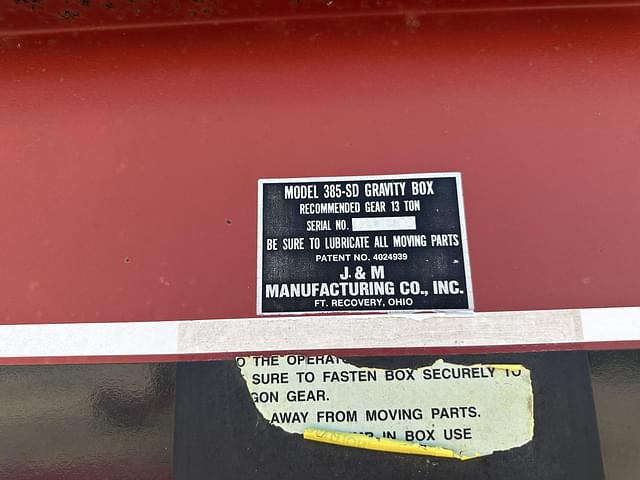 MODEL 385-SD GRAVITY BOX
RECOMMENDED GEAR 13 TON
SERIAL NO.
BE SURE TO LUBRICATE ALL MOVING PARTS
PATENT NO. 4024939
J. & M
MANUFACTURING CO., INC.
FT. RECOVERY, OHIO
O THE OPERAT
SURE TO FASTEN BOX SECURELY TO
GON GEAR.
AWAY FROM MOVING PARTS.
IN BOX USE